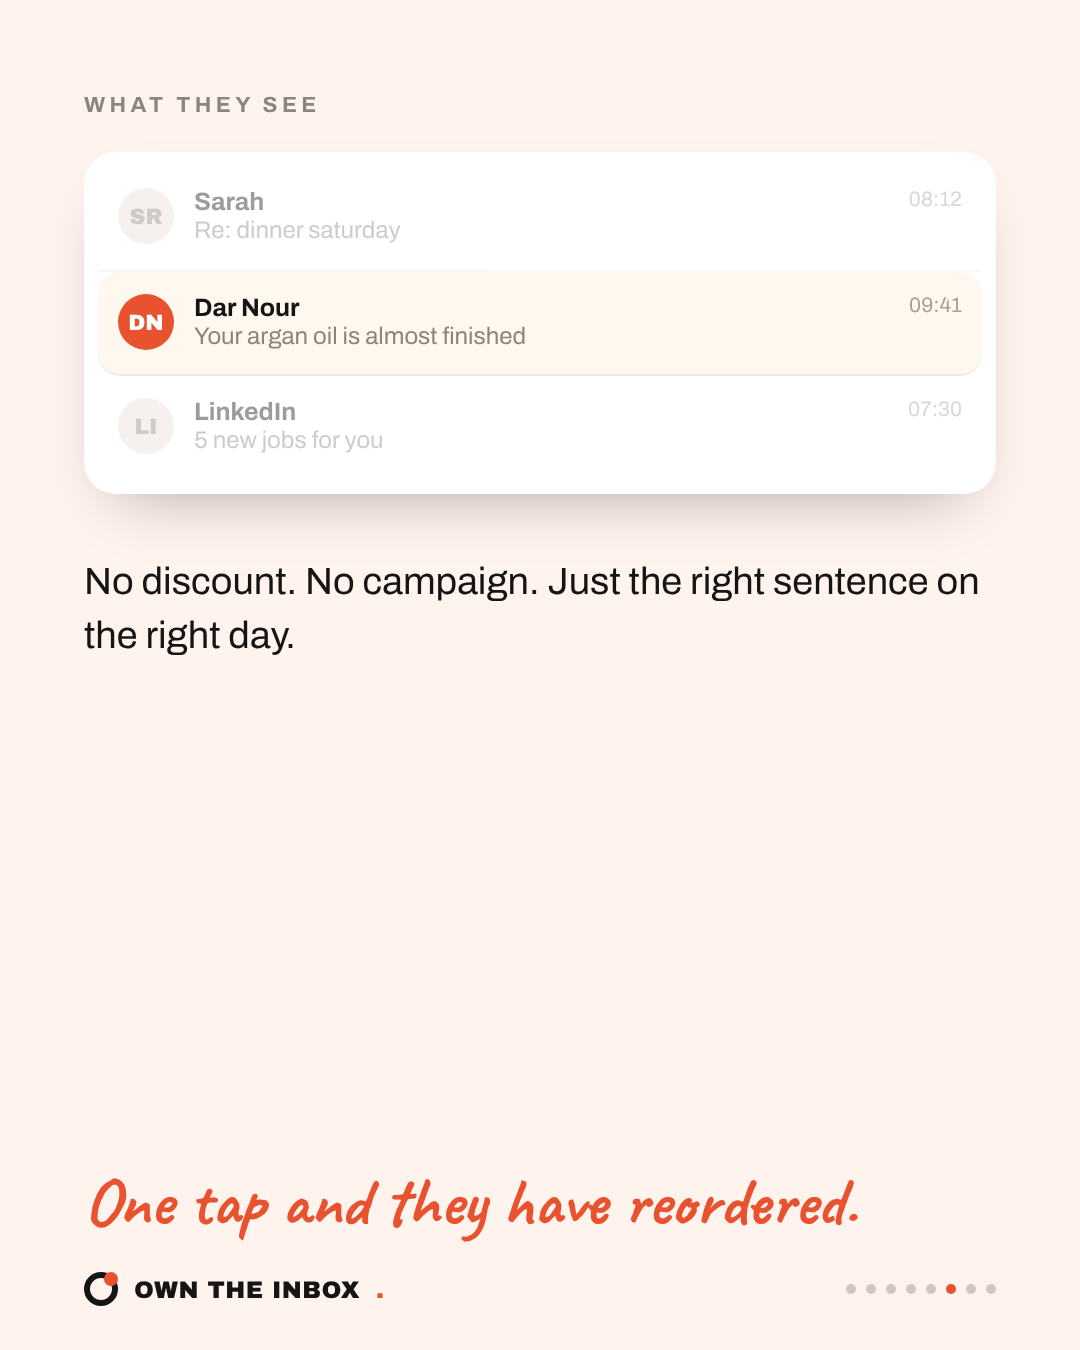 WHAT THEY SEE
SR
Sarah
08:12
Re: dinner saturday
DN
Dar Nour
09:41
Your argan oil is almost finished
LI
LinkedIn
07:30
5 new jobs for you
No discount. No campaign. Just the right sentence on
the right day.
One tap and they have reordered.
OWN THE INBOX .